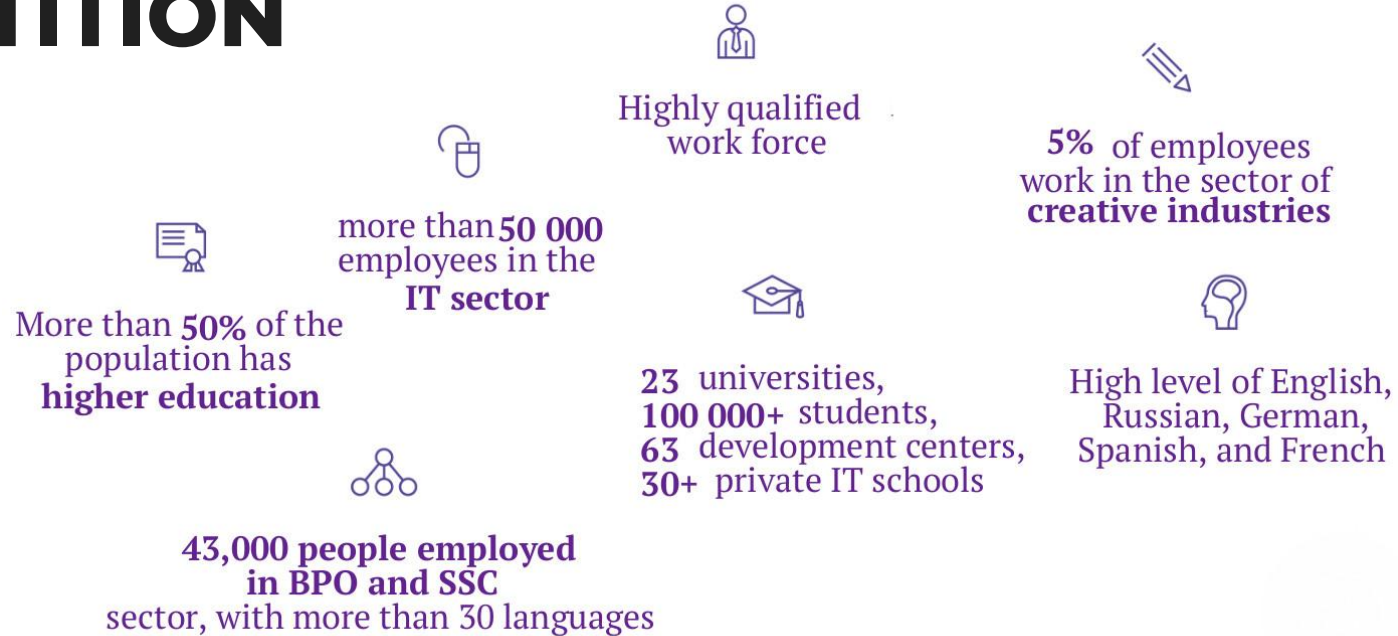 TITION
Highly qualified
work force
5% of employees
work in the sector of
creative industries
more than 50 000
employees in the
IT sector
More than 50% of the
population has
higher education
23 universities,
100 000+ students,
63 development centers,
30+ private IT schools
High level of English,
Russian, German,
Spanish, and French
43,000 people employed
in BPO and SSC
sector, with more than 30 languages